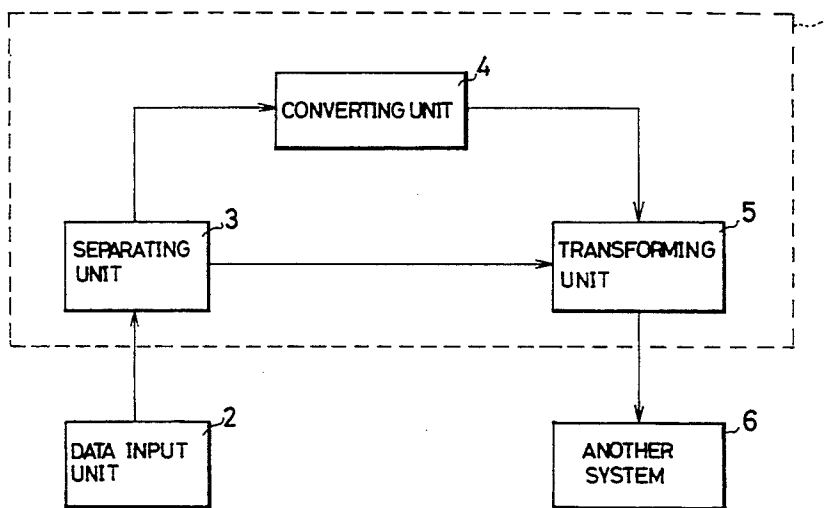 4
CONVERTING UNIT
3
SEPARATING
UNIT
5
TRANSFORMING
UNIT
2
DATA INPUT
UNIT
6
ANOTHER
SYSTEM